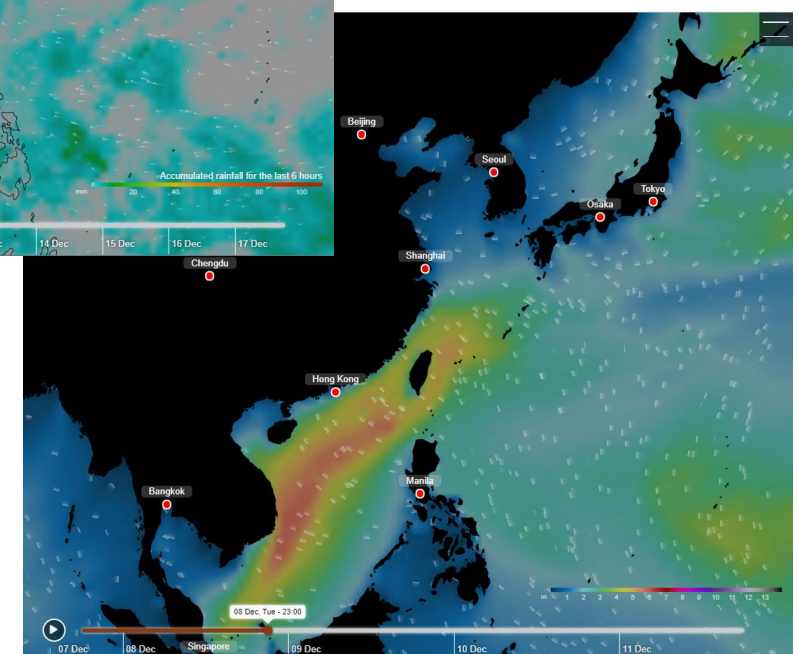 Accumulated rainfall for the last 6 hours
mm 20 40 60 80 100
14 Dec 15 Dec 16 Dec 17 Dec
Beijing
Seoul
Tokyo
Osaka
Shanghai
Chengdu
Hong Kong
Manila
Bangkok
m 1 2 3 4 5 6 7 8 9 10 11 12 13
08 Dec, Tue - 23:00
07 Dec 08 Dec Singapore 09 Dec 10 Dec 11 Dec